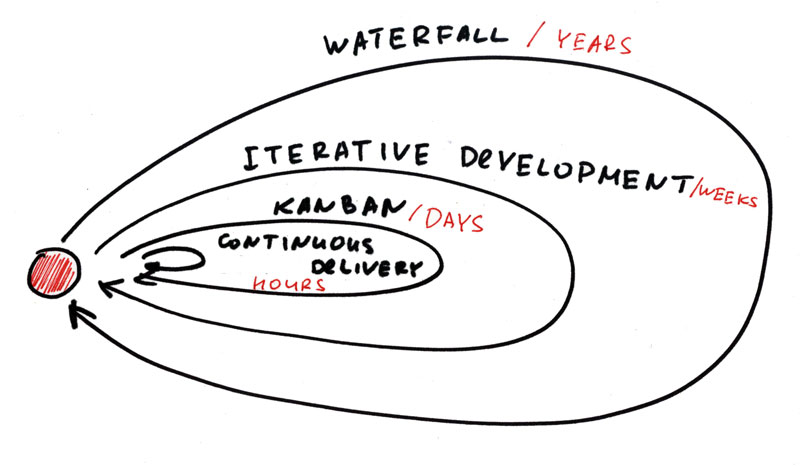 WATERFALL / YEARS
ITERATIVE DEVELOPMENT / WEEKS
KANBAN / DAYS
CONTINUOUS
DELIVERY
HOURS